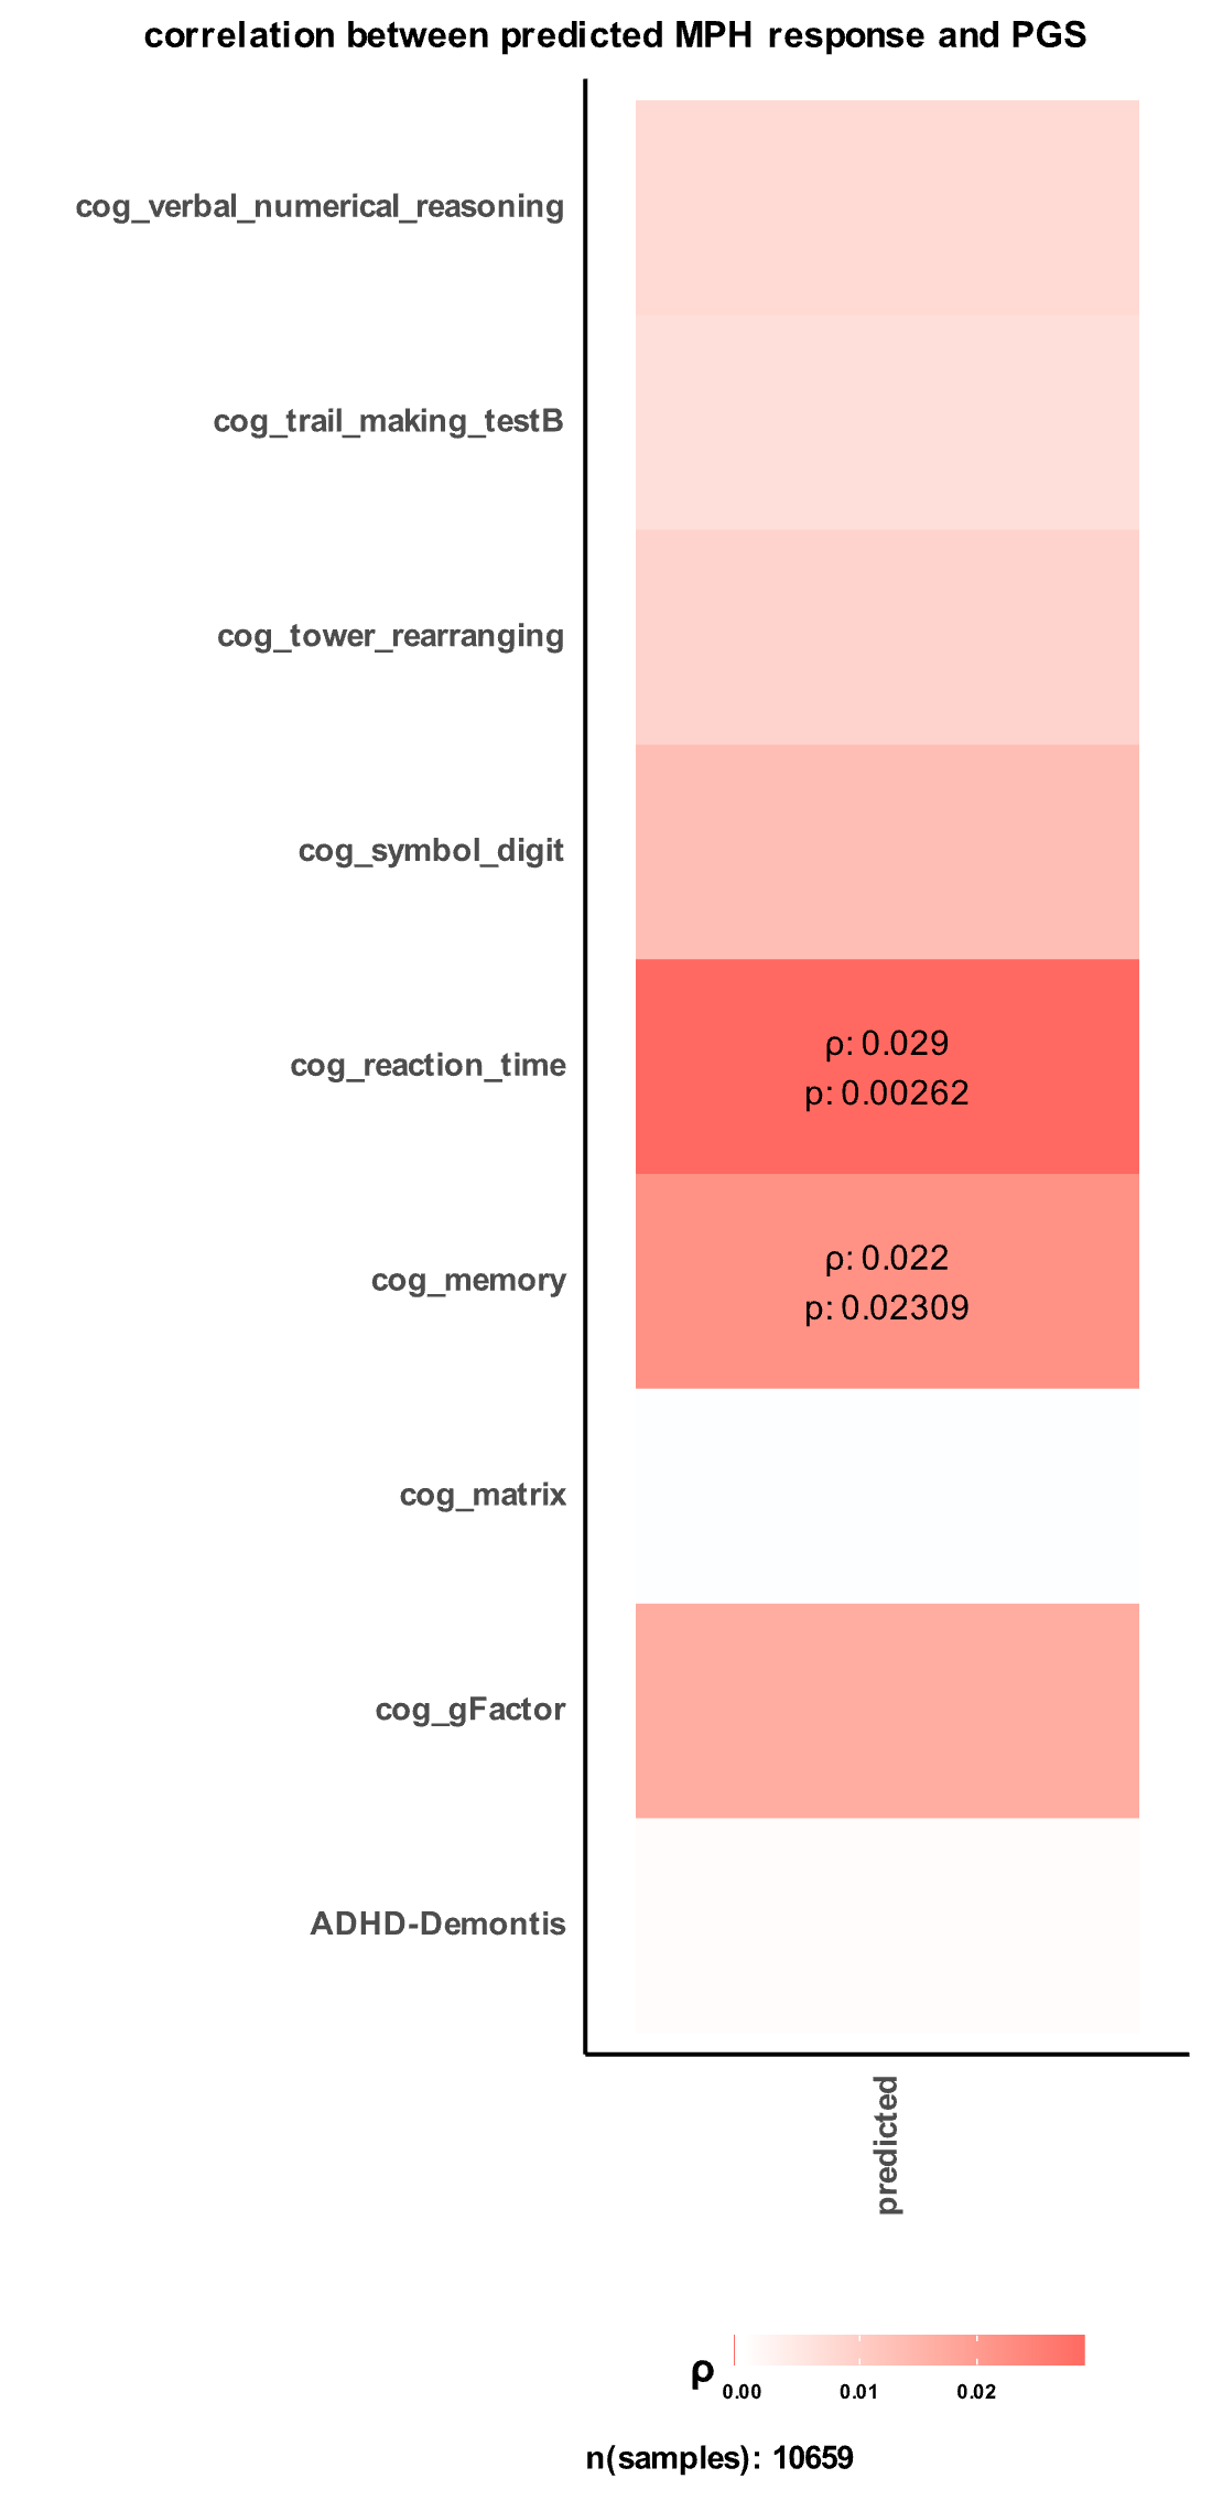 correlation between predicted MPH response and PGS
cog_verbal_numerical_reasoning
cog_trail_making_testB
cog_tower_rearranging
cog_symbol_digit
cog_reaction_time
ρ: 0.029
p: 0.00262
cog_memory
ρ: 0.022
p: 0.02309
cog_matrix
cog_gFactor
ADHD-Demontis
predicted
ρ
0.00 0.01 0.02
n(samples): 10659